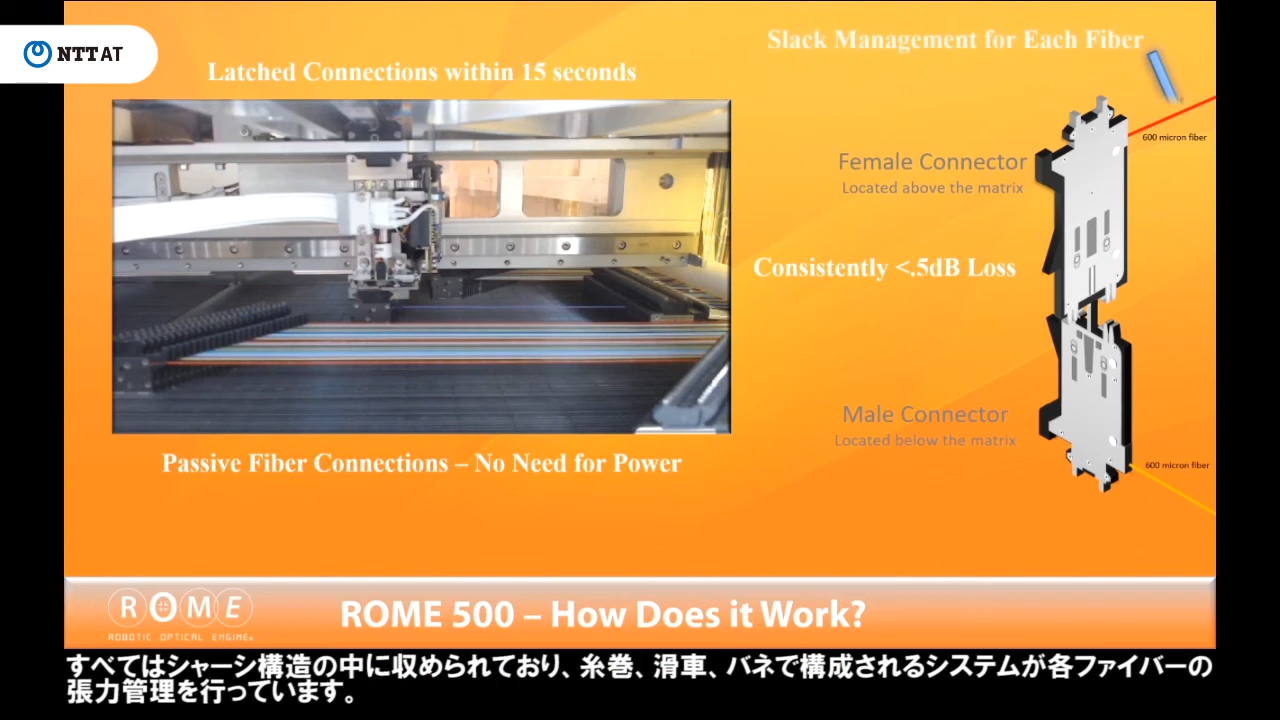 NTT AT
Slack Management for Each Fiber
Latched Connections within 15 seconds
600 micron fiber
Female Connector
Located above the matrix
Consistently <.5dB Loss
Male Connector
Located below the matrix
Passive Fiber Connections – No Need for Power
600 micron fiber
ROME
ROBOTIC OPTICAL ENGINE
ROME 500 – How Does it Work?
すべてはシャーシ構造の中に収められており、糸巻、滑車、バネで構成されるシステムが各ファイバーの
張力管理を行っています。